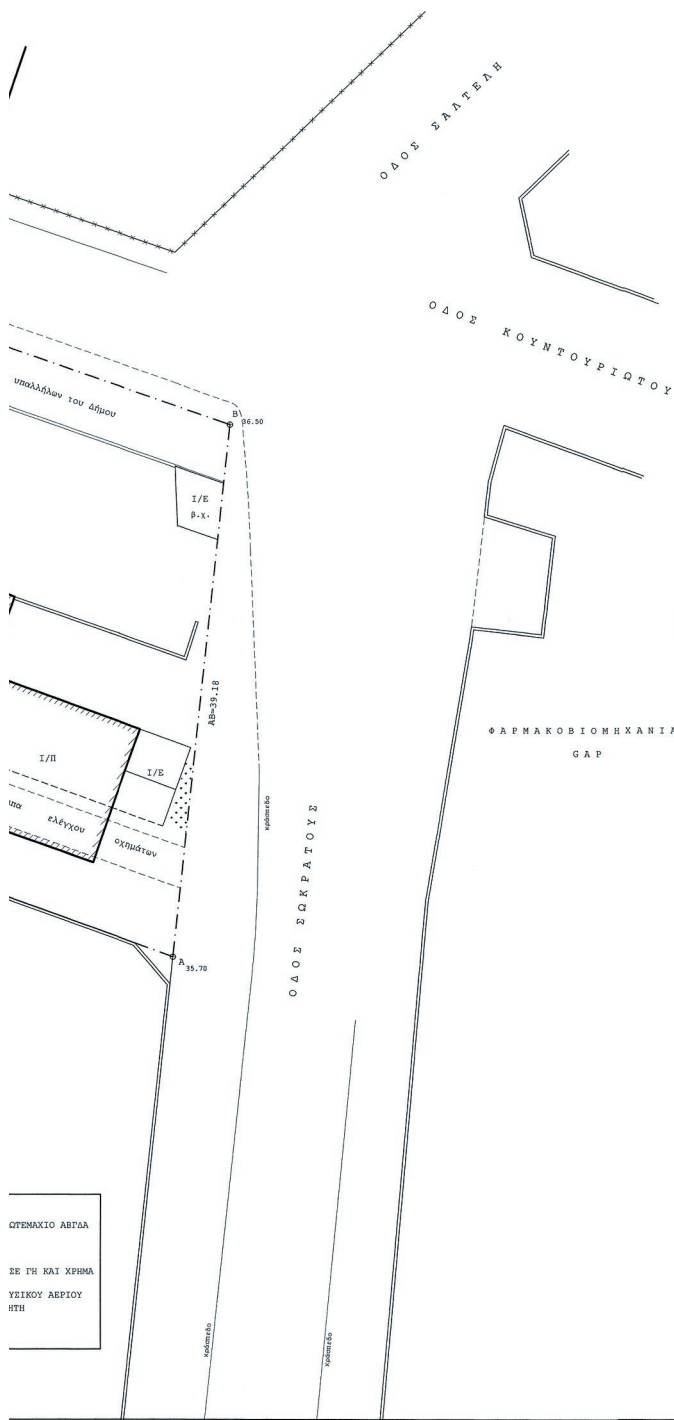 ΟΔΟΣ ΣΑΛΤΕΛΗ
ΟΔΟΣ ΚΟΥΝΤΟΥΡΙΩΤΟΥ
υπαλλήλων του Δήμου
Β
36.50
Ι/Ε
β.χ.
ΑΒ=39.18
ΦΑΡΜΑΚΟΒΙΟΜΗΧΑΝΙΑ
GAP
Ι/Π
Ι/Ε
ελέγχου οχημάτων
κράσπεδο
ΟΔΟΣ ΣΩΚΡΑΤΟΥΣ
Α
35.70
ΩΤΕΜΑΧΙΟ ΑΒΓΔΑ
ΣΕ ΓΗ ΚΑΙ ΧΡΗΜΑ
ΥΣΙΚΟΥ ΑΕΡΙΟΥ
ΗΤΗ
κράσπεδο
κράσπεδο